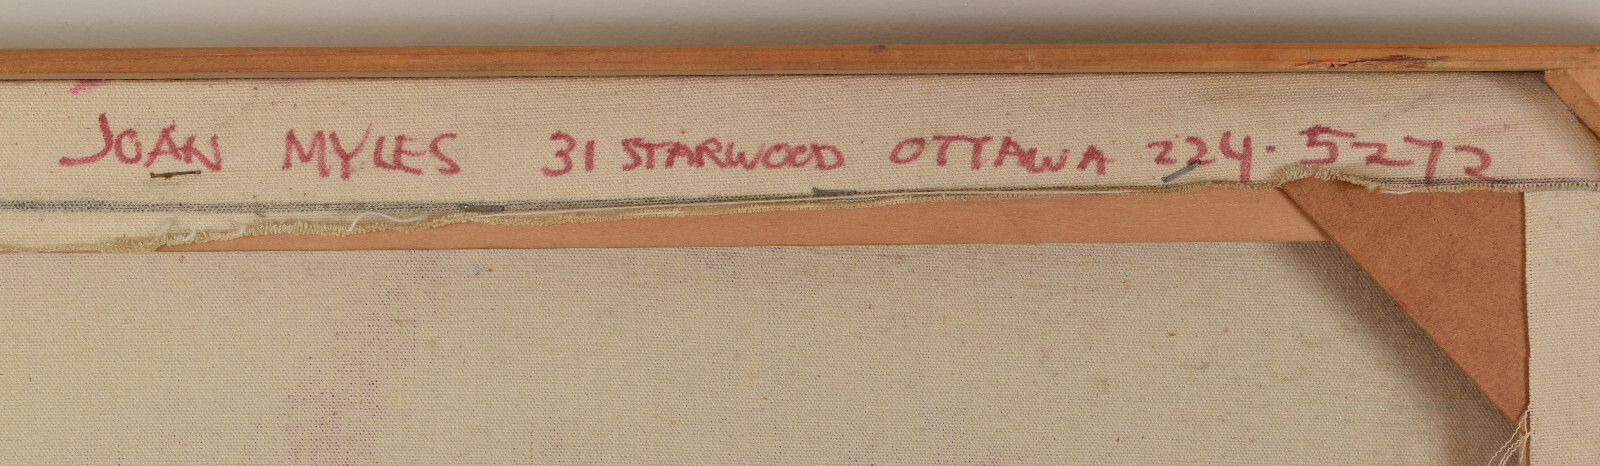 JOAN MYLES 31 STARWOOD OTTAWA 224-5272